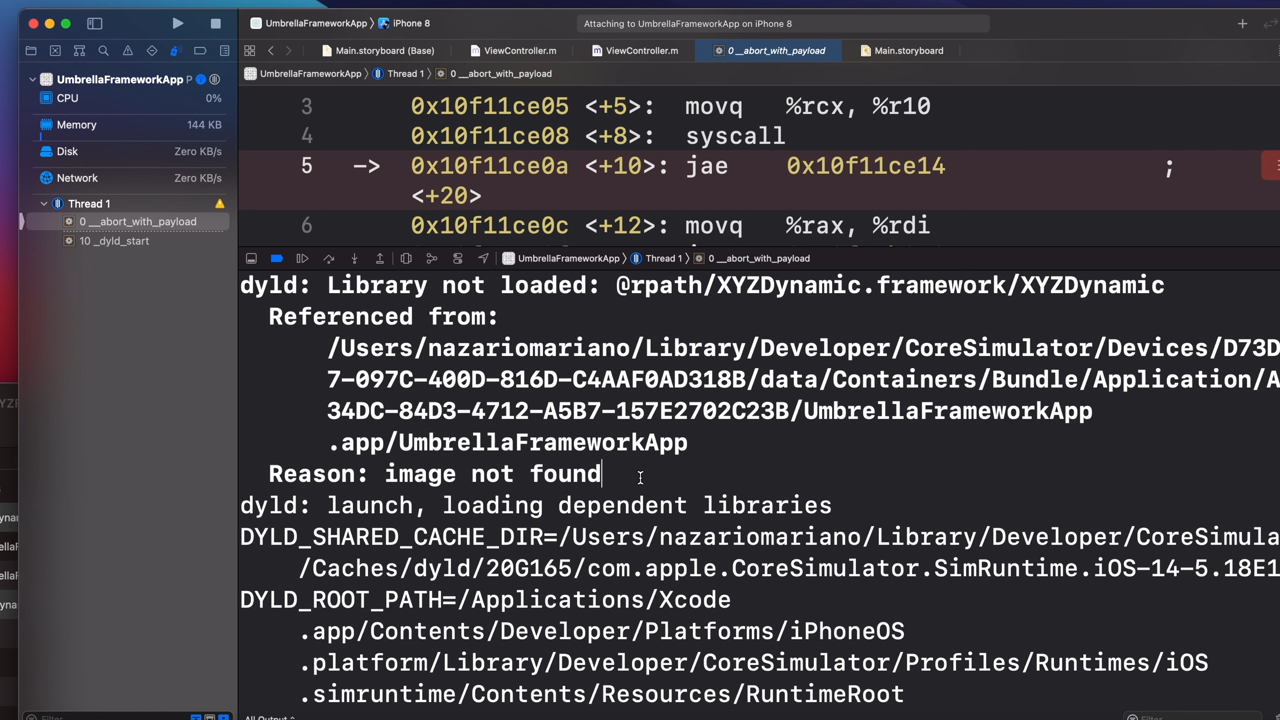 UmbrellaFrameworkApp
iPhone 8
Attaching to UmbrellaFrameworkApp on iPhone 8
Main.storyboard (Base)
ViewController.m
ViewController.m
0 __abort_with_payload
Main.storyboard
UmbrellaFrameworkApp
Thread 1
0 __abort_with_payload
UmbrellaFrameworkApp P
CPU 0%
Memory 144 KB
Disk Zero KB/s
Network Zero KB/s
Thread 1
0 __abort_with_payload
10 _dyld_start
3 0x10f11ce05 <+5>: movq %rcx, %r10
4 0x10f11ce08 <+8>: syscall
5 -> 0x10f11ce0a <+10>: jae 0x10f11ce14 ;
<+20>
6 0x10f11ce0c <+12>: movq %rax, %rdi
UmbrellaFrameworkApp
Thread 1
0 __abort_with_payload
dyld: Library not loaded: @rpath/XYZDynamic.framework/XYZDynamic
Referenced from:
/Users/nazariomariano/Library/Developer/CoreSimulator/Devices/D73D
7-097C-400D-816D-C4AAF0AD318B/data/Containers/Bundle/Application/A
34DC-84D3-4712-A5B7-157E2702C23B/UmbrellaFrameworkApp
.app/UmbrellaFrameworkApp
Reason: image not found
dyld: launch, loading dependent libraries
DYLD_SHARED_CACHE_DIR=/Users/nazariomariano/Library/Developer/CoreSimula
/Caches/dyld/20G165/com.apple.CoreSimulator.SimRuntime.iOS-14-5.18E1
DYLD_ROOT_PATH=/Applications/Xcode
.app/Contents/Developer/Platforms/iPhoneOS
.platform/Library/Developer/CoreSimulator/Profiles/Runtimes/iOS
.simruntime/Contents/Resources/RuntimeRoot